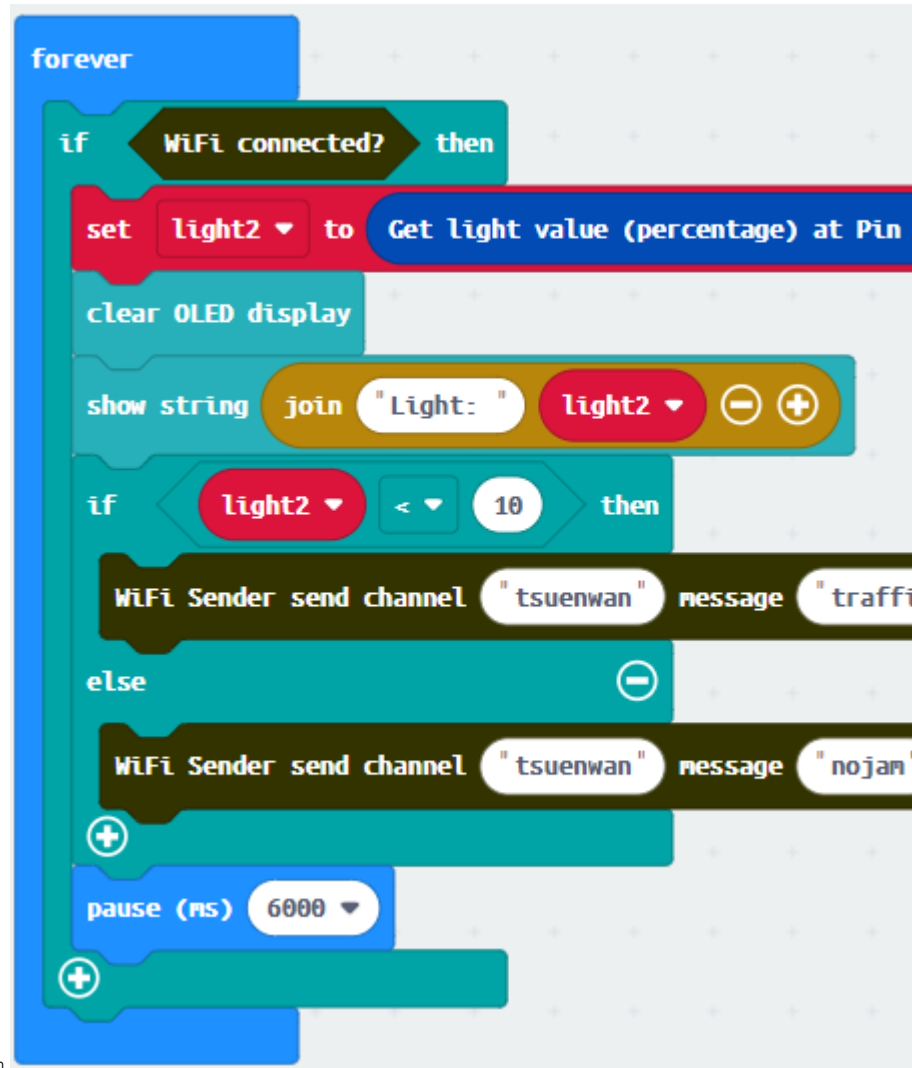 forever
if WiFi connected? then
set light2 to Get light value (percentage) at Pin
clear OLED display
show string join "Light: " light2
if light2 < 10 then
WiFi Sender send channel "tsuenwan" message "
else
WiFi Sender send channel "tsuenwan" message "nojam"
pause (ms) 6000